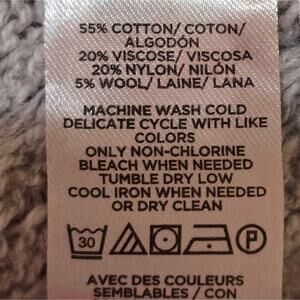 55% COTTON/ COTON/
ALGODÓN
20% VISCOSE/ VISCOSA
20% NYLON/ NILÓN
5% WOOL/ LAINE/ LANA
MACHINE WASH COLD
DELICATE CYCLE WITH LIKE
COLORS
ONLY NON-CHLORINE
BLEACH WHEN NEEDED
TUMBLE DRY LOW
COOL IRON WHEN NEEDED
OR DRY CLEAN
30 P
AVEC DES COULEURS
SEMBLABLES / CON